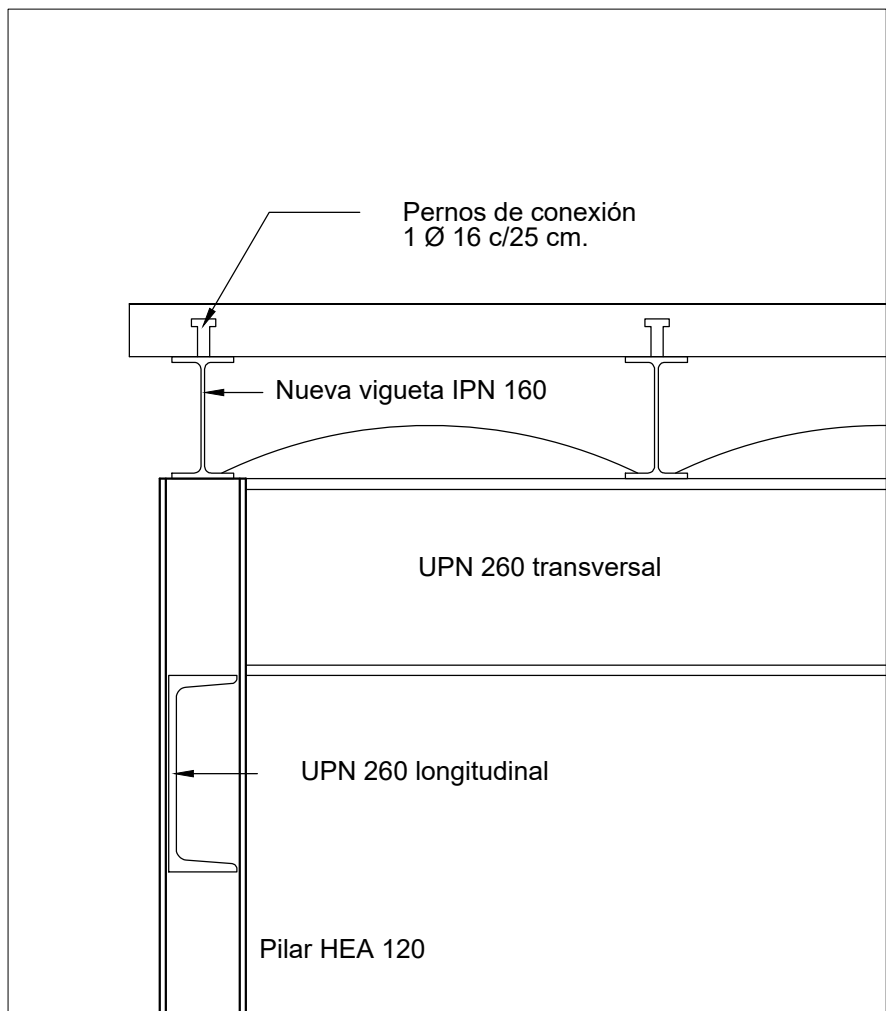 Pernos de conexión
1 Ø 16 c/25 cm.
Nueva vigueta IPN 160
UPN 260 transversal
UPN 260 longitudinal
Pilar HEA 120